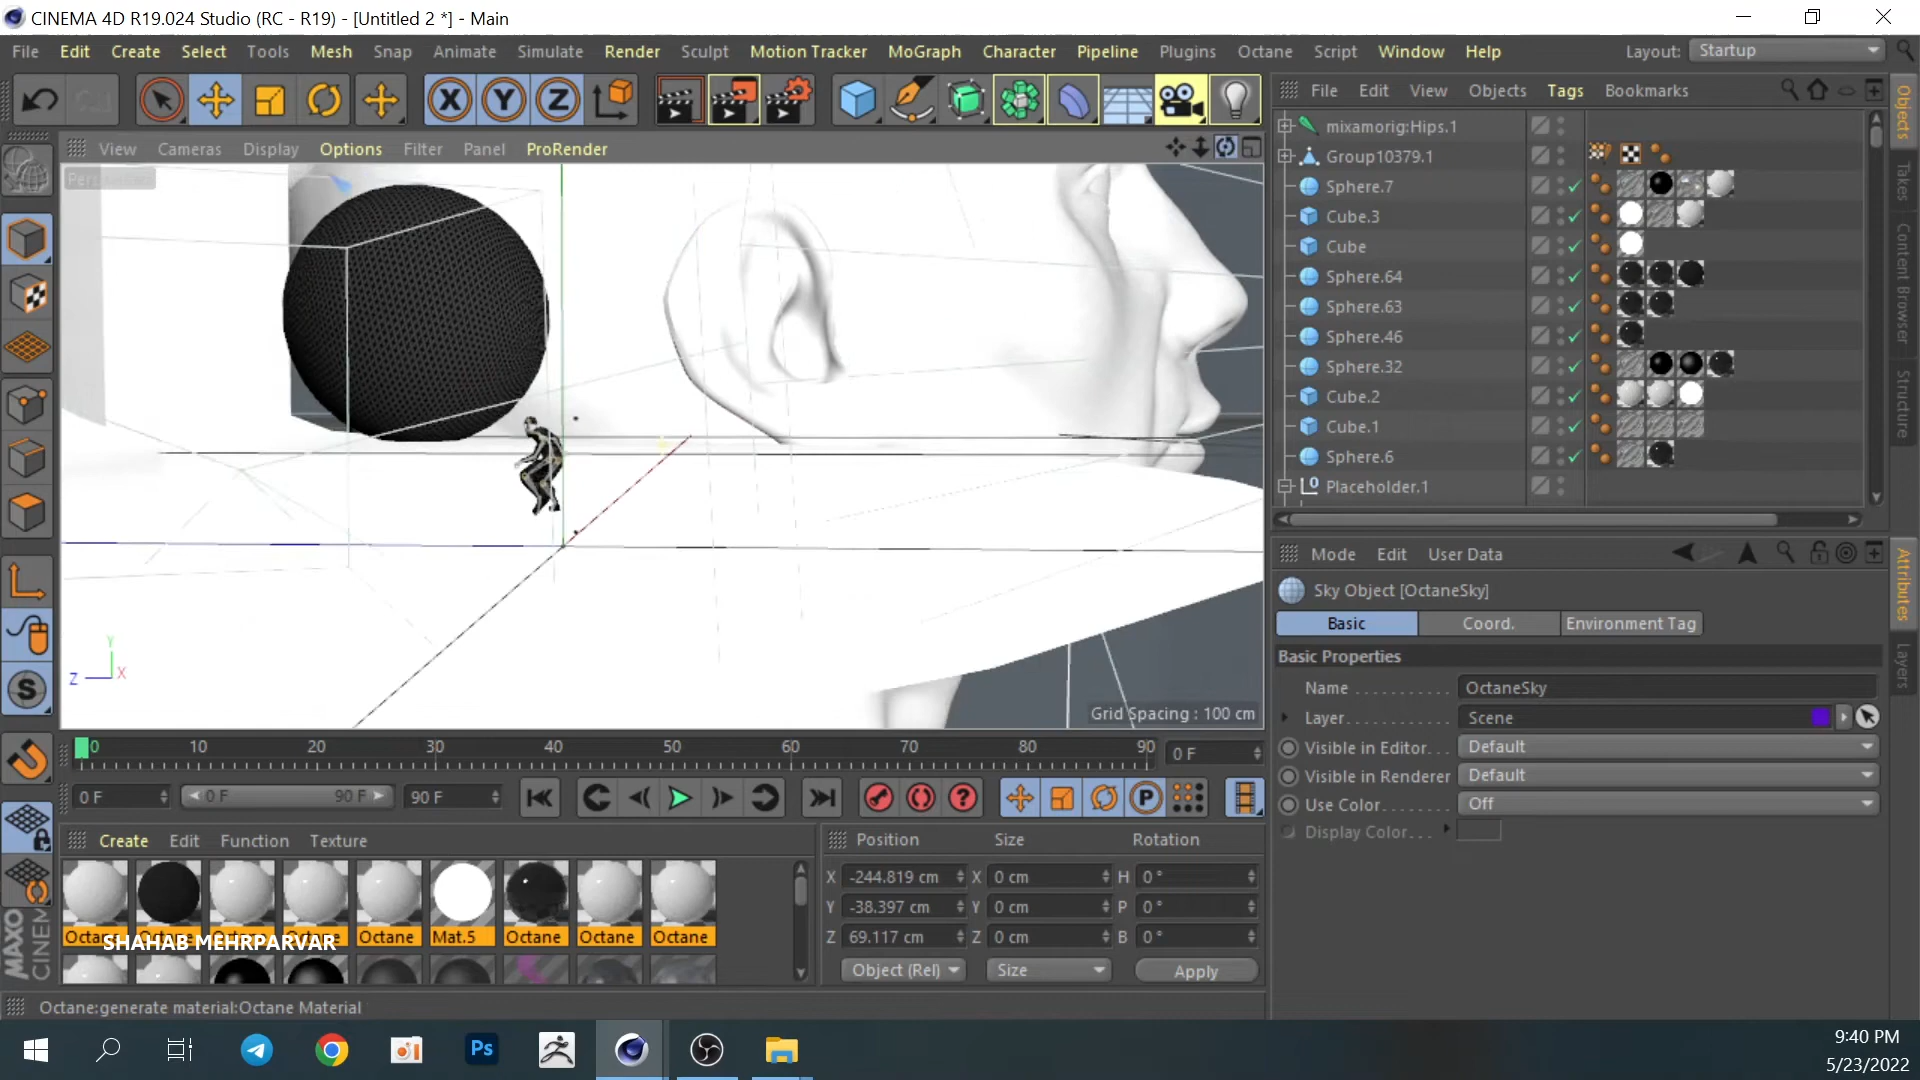 CINEMA 4D R19.024 Studio (RC - R19) - [Untitled 2 *] - Main
File Edit Create Select Tools Mesh Snap Animate Simulate Render Sculpt Motion Tracker MoGraph Character Pipeline Plugins Octane Script Window Help
Layout: Startup
File Edit View Objects Tags Bookmarks
View Cameras Display Options Filter Panel ProRender
mixamorig:Hips.1
Group10379.1
Sphere.7
Cube.3
Cube
Sphere.64
Sphere.63
Sphere.46
Sphere.32
Cube.2
Cube.1
Sphere.6
Placeholder.1
Objects
Takes
Content Browser
Structure
Grid Spacing : 100 cm
Y
Z X
Mode Edit User Data
Sky Object [OctaneSky]
Basic Coord. Environment Tag
Basic Properties
Name OctaneSky
Layer Scene
Visible in Editor Default
Visible in Renderer Default
Use Color Off
Display Color
Attributes
Layers
0 10 20 30 40 50 60 70 80 90 0 F
0 F 0 F 90 F 90 F
P
Create Edit Function Texture
Octane Mat.5 Octane Octane Octane
SHAHAB MEHRPARVAR
Position Size Rotation
X -244.819 cm X 0 cm H 0 °
Y -38.397 cm Y 0 cm P 0 °
Z 69.117 cm Z 0 cm B 0 °
Object (Rel) Size Apply
Octane:generate material:Octane Material
Ps
9:40 PM
5/23/2022